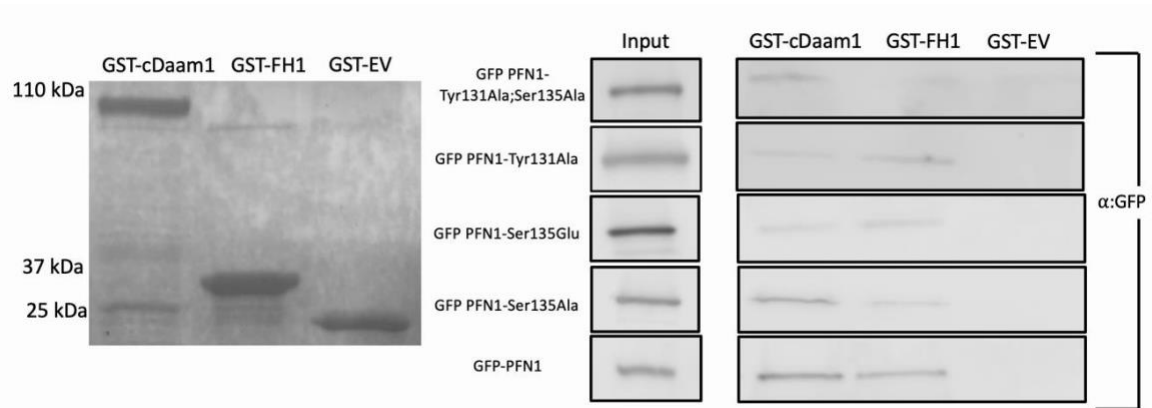 GST-cDaam1 GST-FH1 GST-EV
110 kDa
37 kDa
25 kDa
Input
GST-cDaam1 GST-FH1 GST-EV
GFP PFN1-
Tyr131Ala;Ser135Ala
GFP PFN1-Tyr131Ala
GFP PFN1-Ser135Glu
GFP PFN1-Ser135Ala
GFP-PFN1
α:GFP